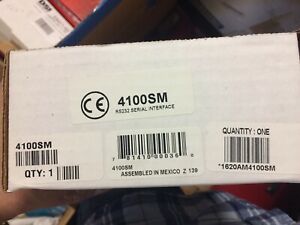 CE
4100SM
RS232 SERIAL INTERFACE
4100SM
QTY: 1
4100SM
ASSEMBLED IN MEXICO Z 139
QUANTITY : ONE
*1620AM4100SM